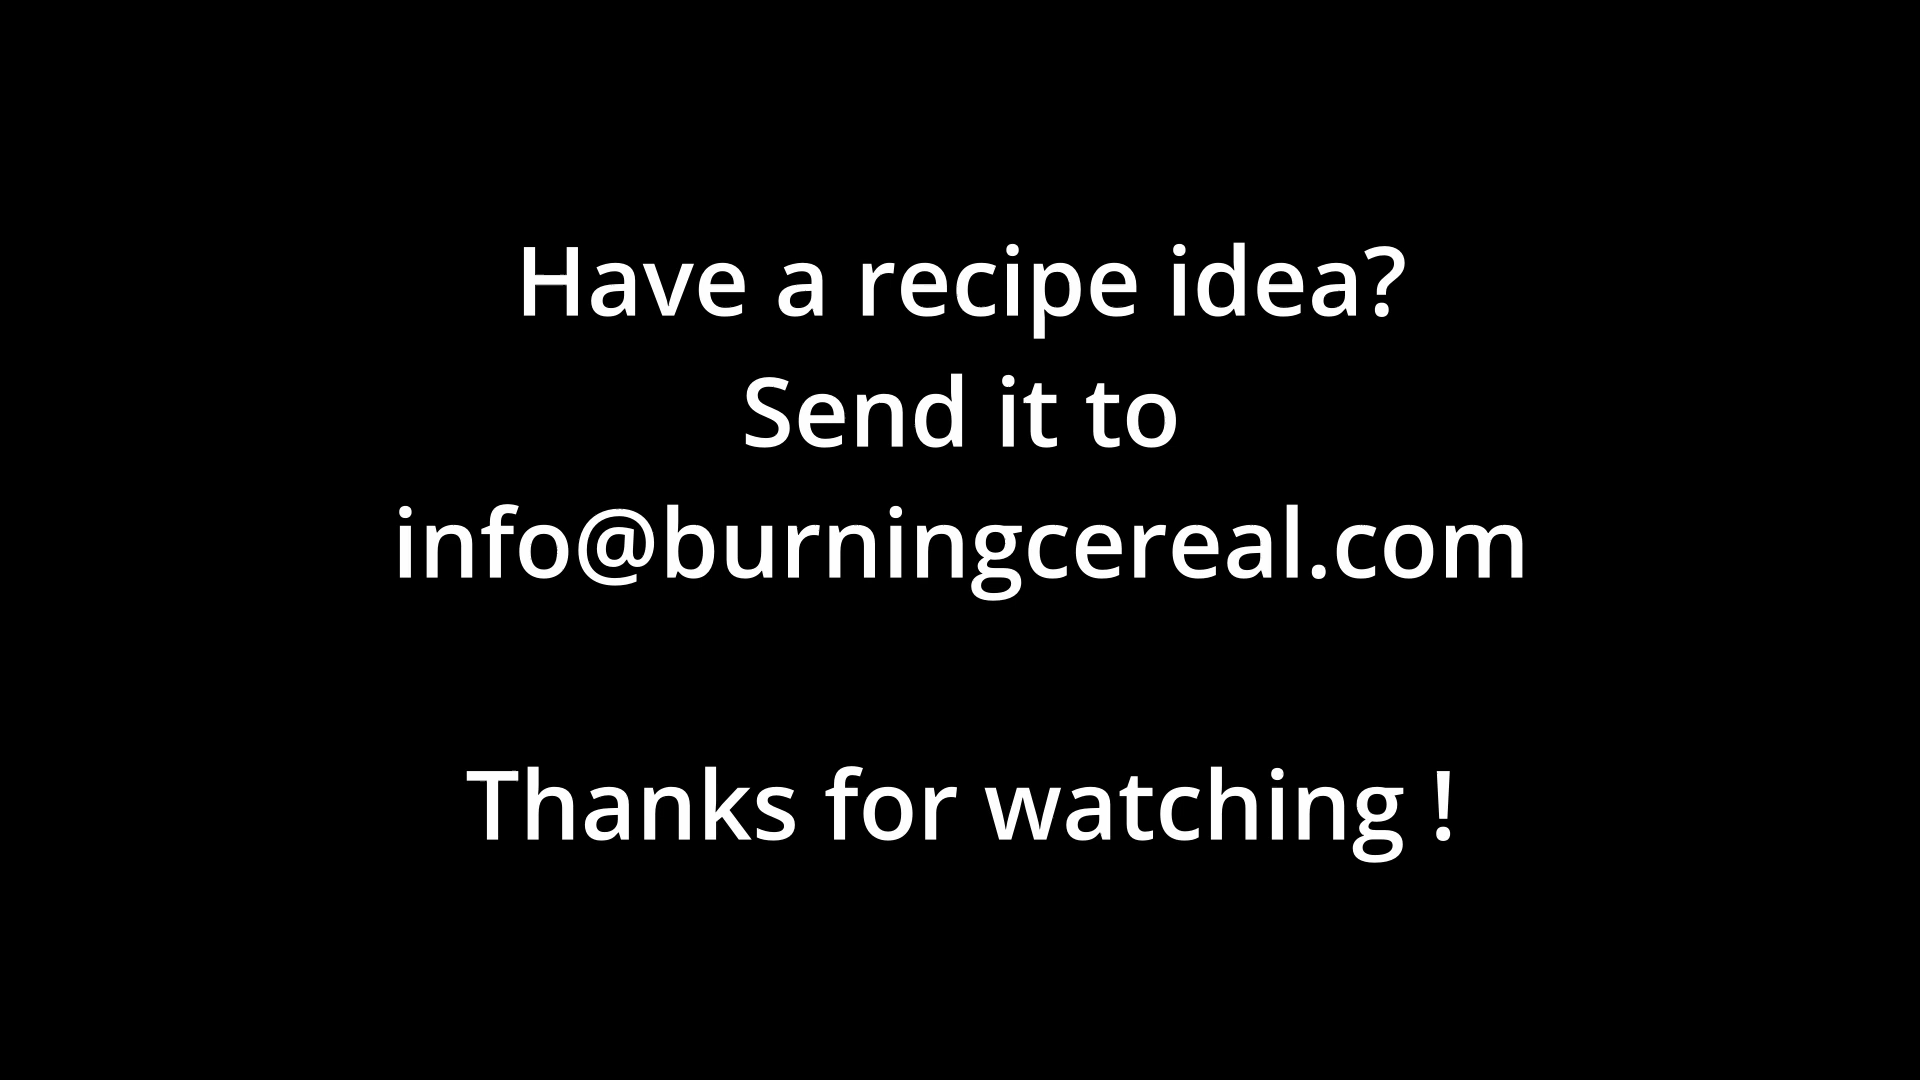 Have a recipe idea?
Send it to
info@burningcereal.com
Thanks for watching !